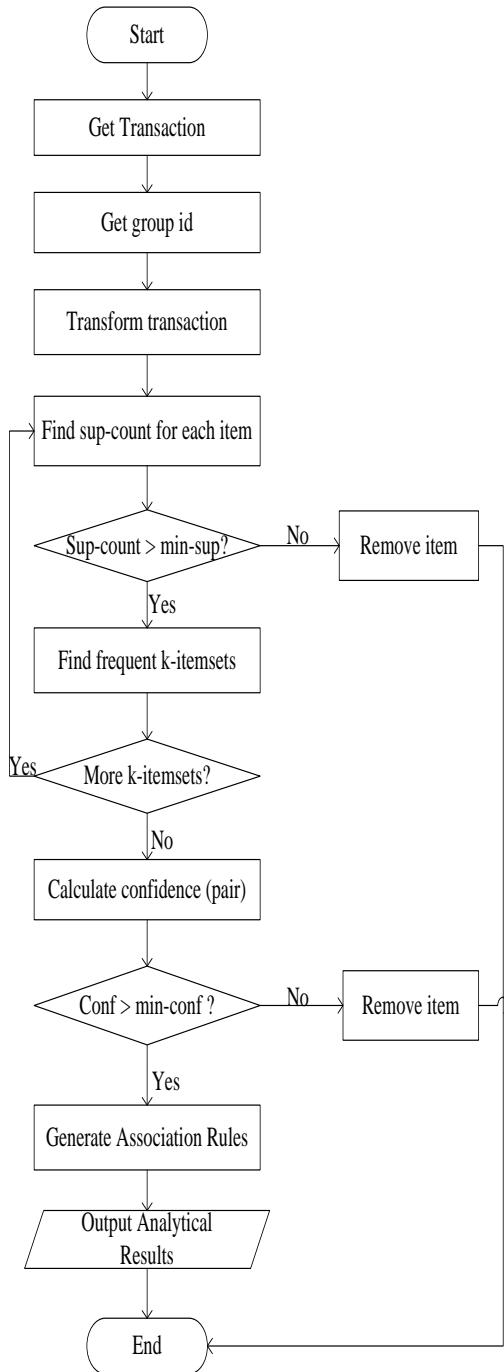 Start
Get Transaction
Get group id
Transform transaction
Find sup-count for each item
Sup-count > min-sup?
No
Remove item
Yes
Find frequent k-itemsets
More k-itemsets?
Yes
No
Calculate confidence (pair)
Conf > min-conf ?
No
Remove item
Yes
Generate Association Rules
Output Analytical
Results
End